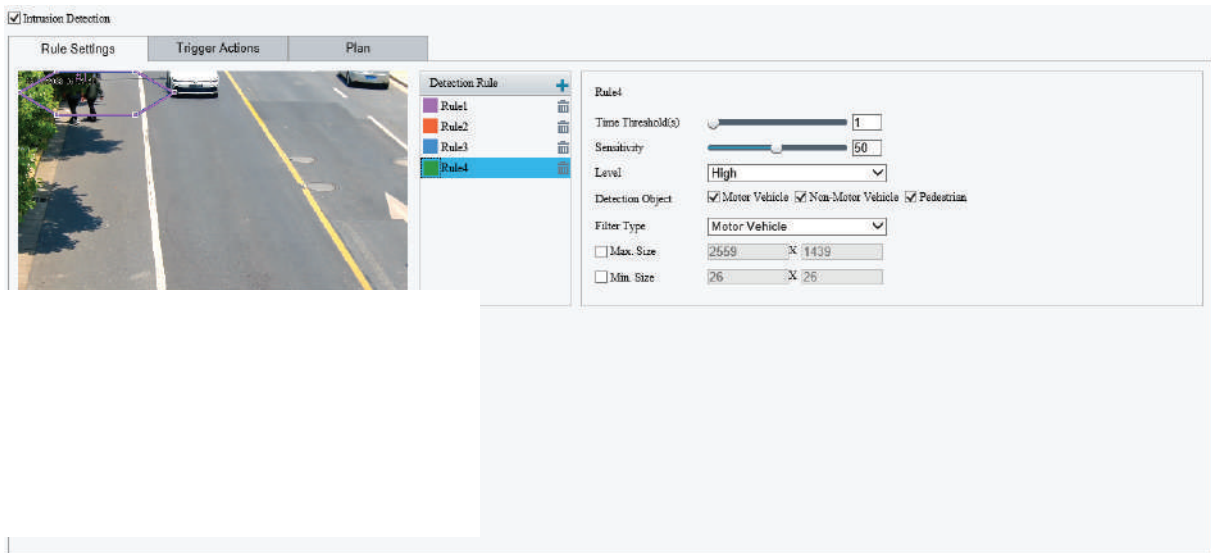 Intrusion Detection
Rule Settings
Trigger Actions
Plan
Detection Rule
Rule1
Rule2
Rule3
Rule4
Rule4
Time Threshold(s) 1
Sensitivity 50
Level High
Detection Object Motor Vehicle Non-Motor Vehicle Pedestrian
Filter Type Motor Vehicle
Max. Size 2559 X 1439
Min. Size 26 X 26